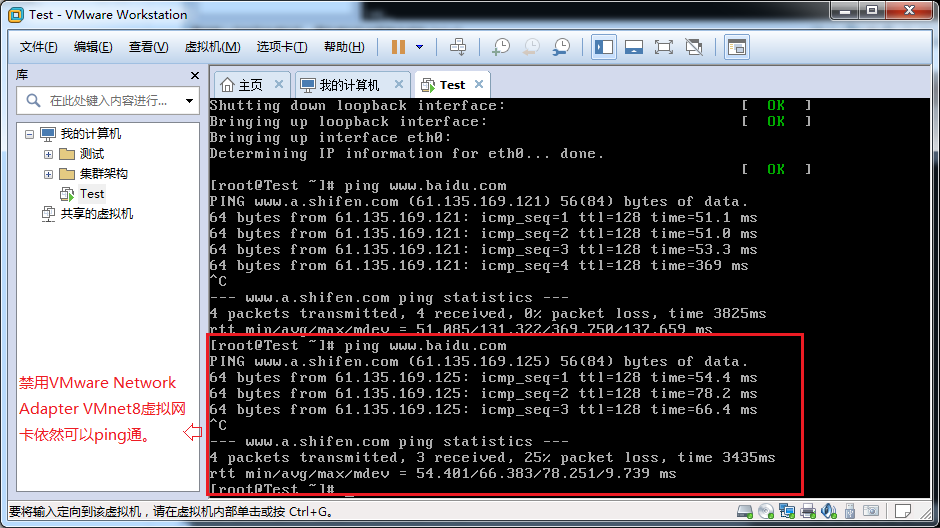 Test - VMware Workstation
文件(F) 编辑(E) 查看(V) 虚拟机(M) 选项卡(T) 帮助(H)
库
在此处键入内容进行...
我的计算机
测试
集群架构
Test
共享的虚拟机
主页 我的计算机 Test
Shutting down loopback interface: [ OK ]
Bringing up loopback interface: [ OK ]
Bringing up interface eth0:
Determining IP information for eth0... done.
[ OK ]
[root@Test ~]# ping www.baidu.com
PING www.a.shifen.com (61.135.169.121) 56(84) bytes of data.
64 bytes from 61.135.169.121: icmp_seq=1 ttl=128 time=51.1 ms
64 bytes from 61.135.169.121: icmp_seq=2 ttl=128 time=51.0 ms
64 bytes from 61.135.169.121: icmp_seq=3 ttl=128 time=53.3 ms
64 bytes from 61.135.169.121: icmp_seq=4 ttl=128 time=369 ms
^C
--- www.a.shifen.com ping statistics ---
4 packets transmitted, 4 received, 0% packet loss, time 3825ms
rtt min/avg/max/mdev = 51.085/131.322/369.750/137.659 ms
[root@Test ~]# ping www.baidu.com
PING www.a.shifen.com (61.135.169.125) 56(84) bytes of data.
64 bytes from 61.135.169.125: icmp_seq=1 ttl=128 time=54.4 ms
64 bytes from 61.135.169.125: icmp_seq=2 ttl=128 time=78.2 ms
64 bytes from 61.135.169.125: icmp_seq=3 ttl=128 time=66.4 ms
^C
--- www.a.shifen.com ping statistics ---
4 packets transmitted, 3 received, 25% packet loss, time 3435ms
rtt min/avg/max/mdev = 54.401/66.383/78.251/9.739 ms
[root@Test ~]# _
禁用VMware Network
Adapter VMnet8虚拟网
卡依然可以ping通。
要将输入定向到该虚拟机，请在虚拟机内部单击或按 Ctrl+G。